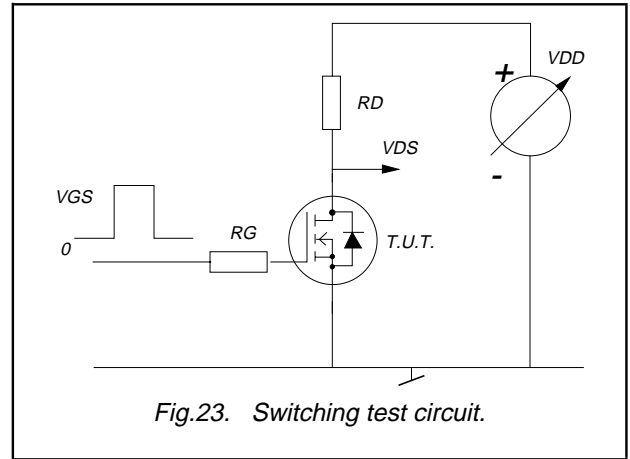 +
VDD
RD
VDS
-
VGS
RG
T.U.T.
0
Fig.23. Switching test circuit.